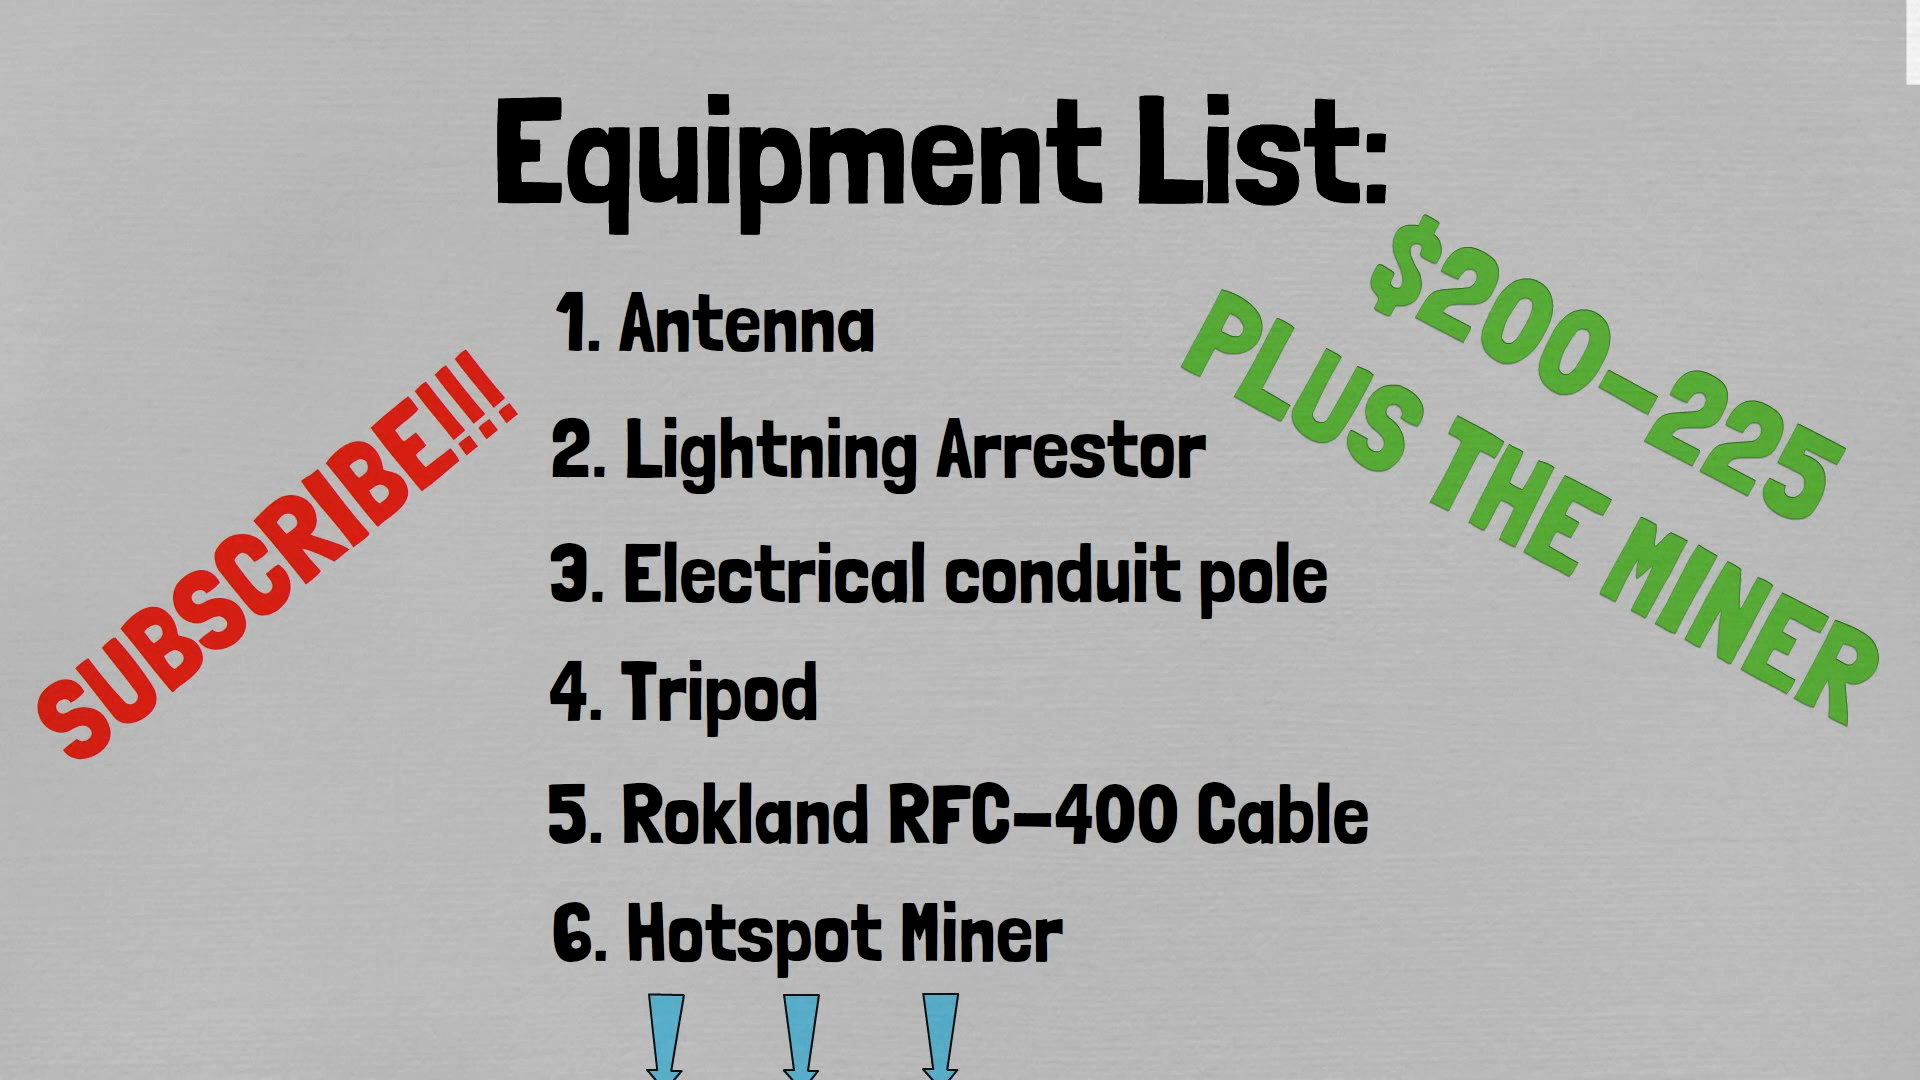 Equipment List:
$200-225
PLUS THE MINER
1. Antenna
2. Lightning Arrestor
SUBSCRIBE!!!
3. Electrical conduit pole
4. Tripod
5. Rokland RFC-400 Cable
6. Hotspot Miner